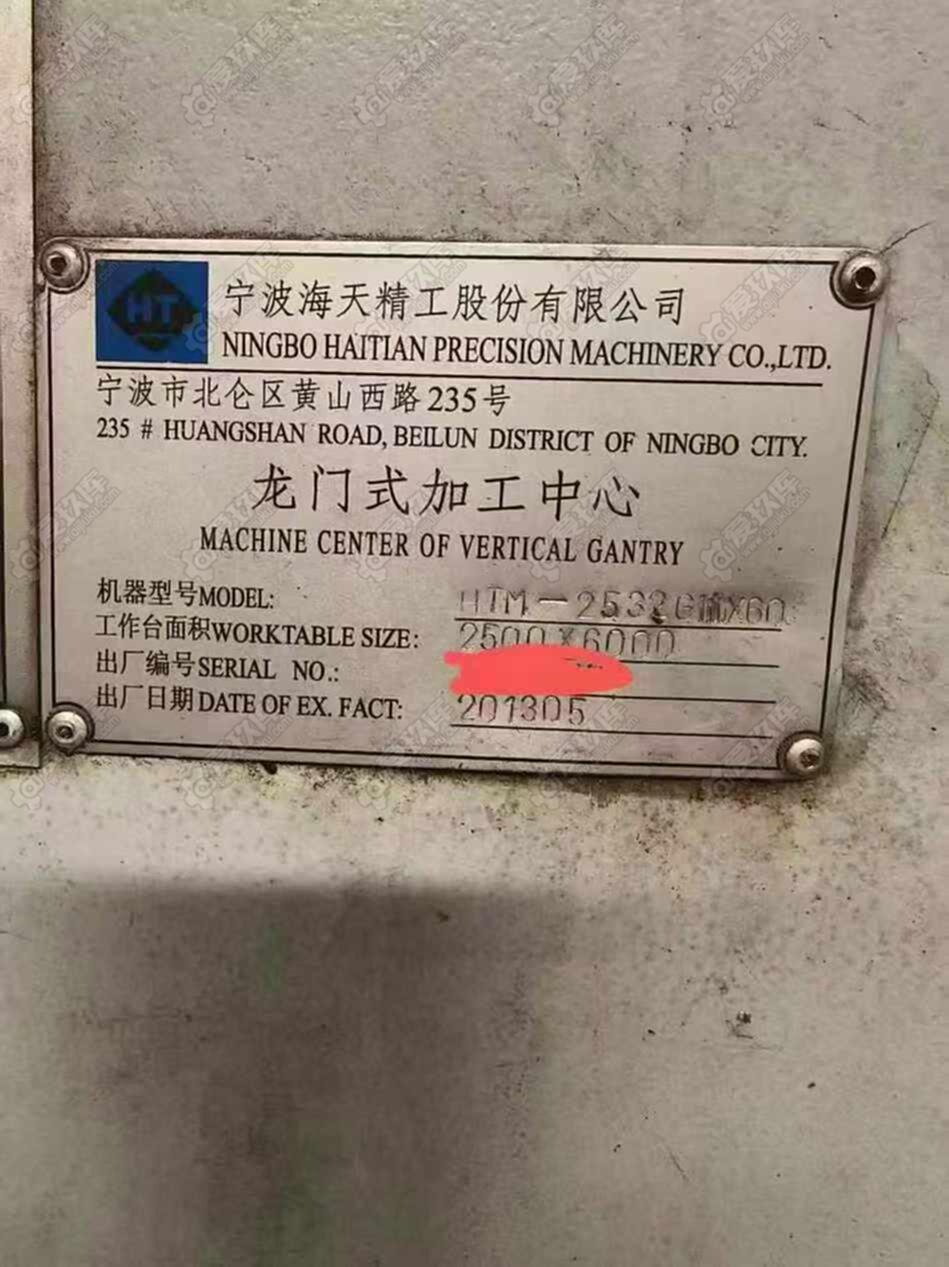 HT
宁波海天精工股份有限公司
NINGBO HAITIAN PRECISION MACHINERY CO.,LTD.
宁波市北仑区黄山西路235号
235 # HUANGSHAN ROAD, BEILUN DISTRICT OF NINGBO CITY.
龙门式加工中心
MACHINE CENTER OF VERTICAL GANTRY
机器型号MODEL:
工作台面积WORKTABLE SIZE: 2500X6000
出厂编号SERIAL NO.:
出厂日期DATE OF EX. FACT: 201305